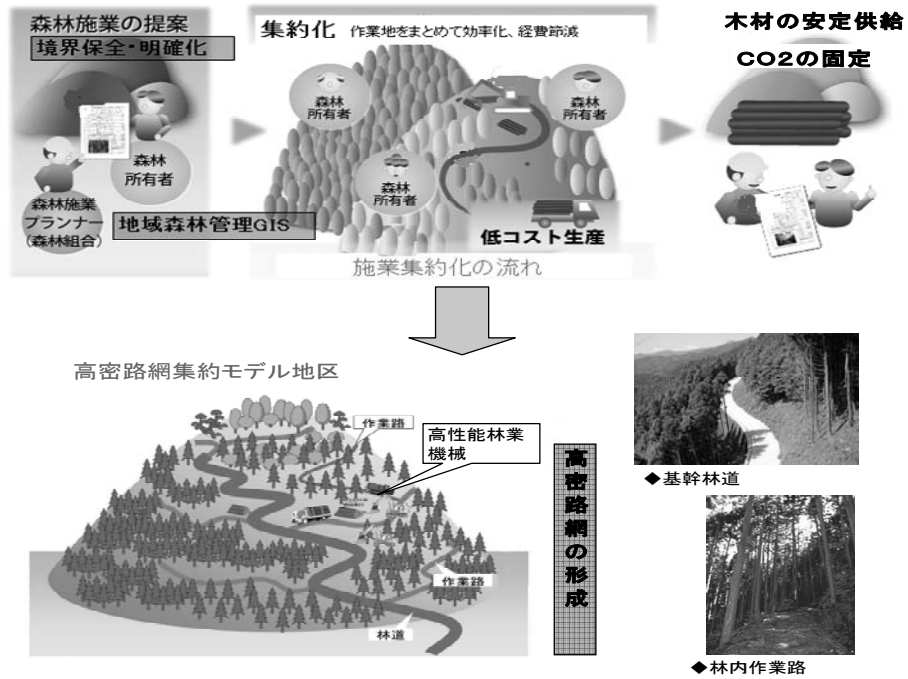 森林施業の提案
境界保全・明確化
森林
所有者
森林施業
プランナー
(森林組合)
地域森林管理GIS
集約化 作業地をまとめて効率化、経費節減
森林
所有者
森林
所有者
森林
所有者
低コスト生産
施業集約化の流れ
木材の安定供給
CO2の固定
高密路網集約モデル地区
作業路
高性能林業
機械
作業路
林道
高密路網の形成
◆基幹林道
◆林内作業路